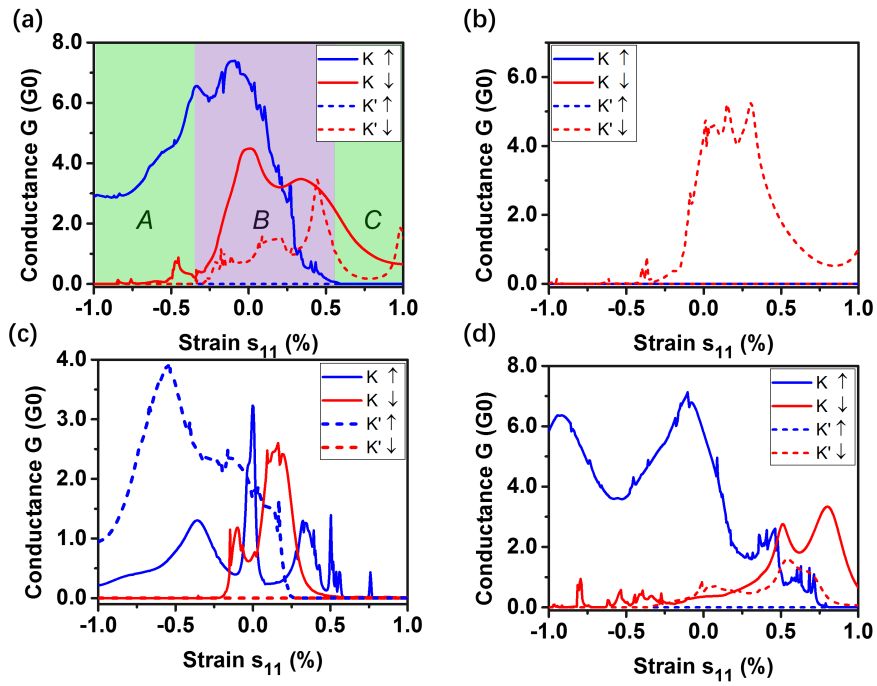 (a)
Conductance G (G0)
8.0
6.0
4.0
2.0
0.0
K ↑
K ↓
K' ↑
K' ↓
A
B
C
-1.0 -0.5 0.0 0.5 1.0
Strain s11 (%)
(b)
Conductance G (G0)
6.0
4.0
2.0
0.0
K ↑
K ↓
K' ↑
K' ↓
-1.0 -0.5 0.0 0.5 1.0
Strain s11 (%)
(c)
Conductance G (G0)
4.0
3.0
2.0
1.0
0.0
K ↑
K ↓
K' ↑
K' ↓
-1.0 -0.5 0.0 0.5 1.0
Strain s11 (%)
(d)
Conductance G (G0)
8.0
6.0
4.0
2.0
0.0
K ↑
K ↓
K' ↑
K' ↓
-1.0 -0.5 0.0 0.5 1.0
Strain s11 (%)